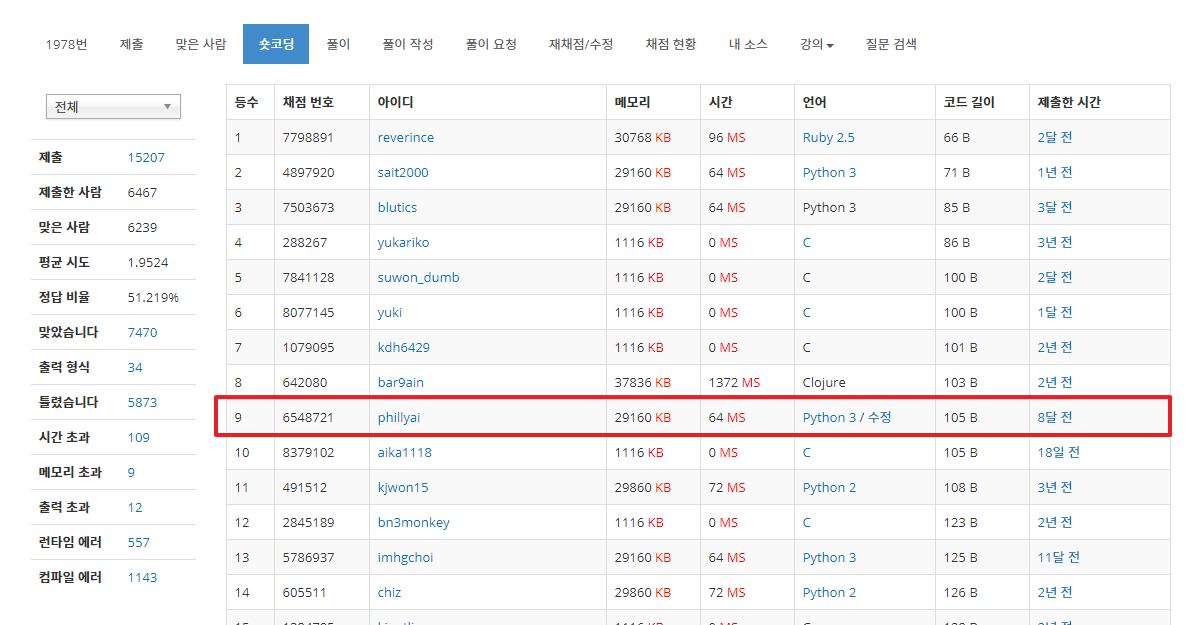 1978번 제출 맞은 사람 숏코딩 풀이 풀이 작성 풀이 요청 재채점/수정 채점 현황 내 소스 강의 질문 검색
전체
제출 15207
제출한 사람 6467
맞은 사람 6239
평균 시도 1.9524
정답 비율 51.219%
맞았습니다 7470
출력 형식 34
틀렸습니다 5873
시간 초과 109
메모리 초과 9
출력 초과 12
런타임 에러 557
컴파일 에러 1143
등수 채점 번호 아이디 메모리 시간 언어 코드 길이 제출한 시간
1 7798891 reverince 30768 KB 96 MS Ruby 2.5 66 B 2달 전
2 4897920 sait2000 29160 KB 64 MS Python 3 71 B 1년 전
3 7503673 blutics 29160 KB 64 MS Python 3 85 B 3달 전
4 288267 yukariko 1116 KB 0 MS C 86 B 3년 전
5 7841128 suwon_dumb 1116 KB 0 MS C 100 B 2달 전
6 8077145 yuki 1116 KB 0 MS C 100 B 1달 전
7 1079095 kdh6429 1116 KB 0 MS C 101 B 2년 전
8 642080 bar9ain 37836 KB 1372 MS Clojure 103 B 2년 전
9 6548721 phillyai 29160 KB 64 MS Python 3 / 수정 105 B 8달 전
10 8379102 aika1118 1116 KB 0 MS C 105 B 18일 전
11 491512 kjwon15 29860 KB 72 MS Python 2 108 B 3년 전
12 2845189 bn3monkey 1116 KB 0 MS C 123 B 2년 전
13 5786937 imhgchoi 29160 KB 64 MS Python 3 125 B 11달 전
14 605511 chiz 29860 KB 72 MS Python 2 126 B 2년 전